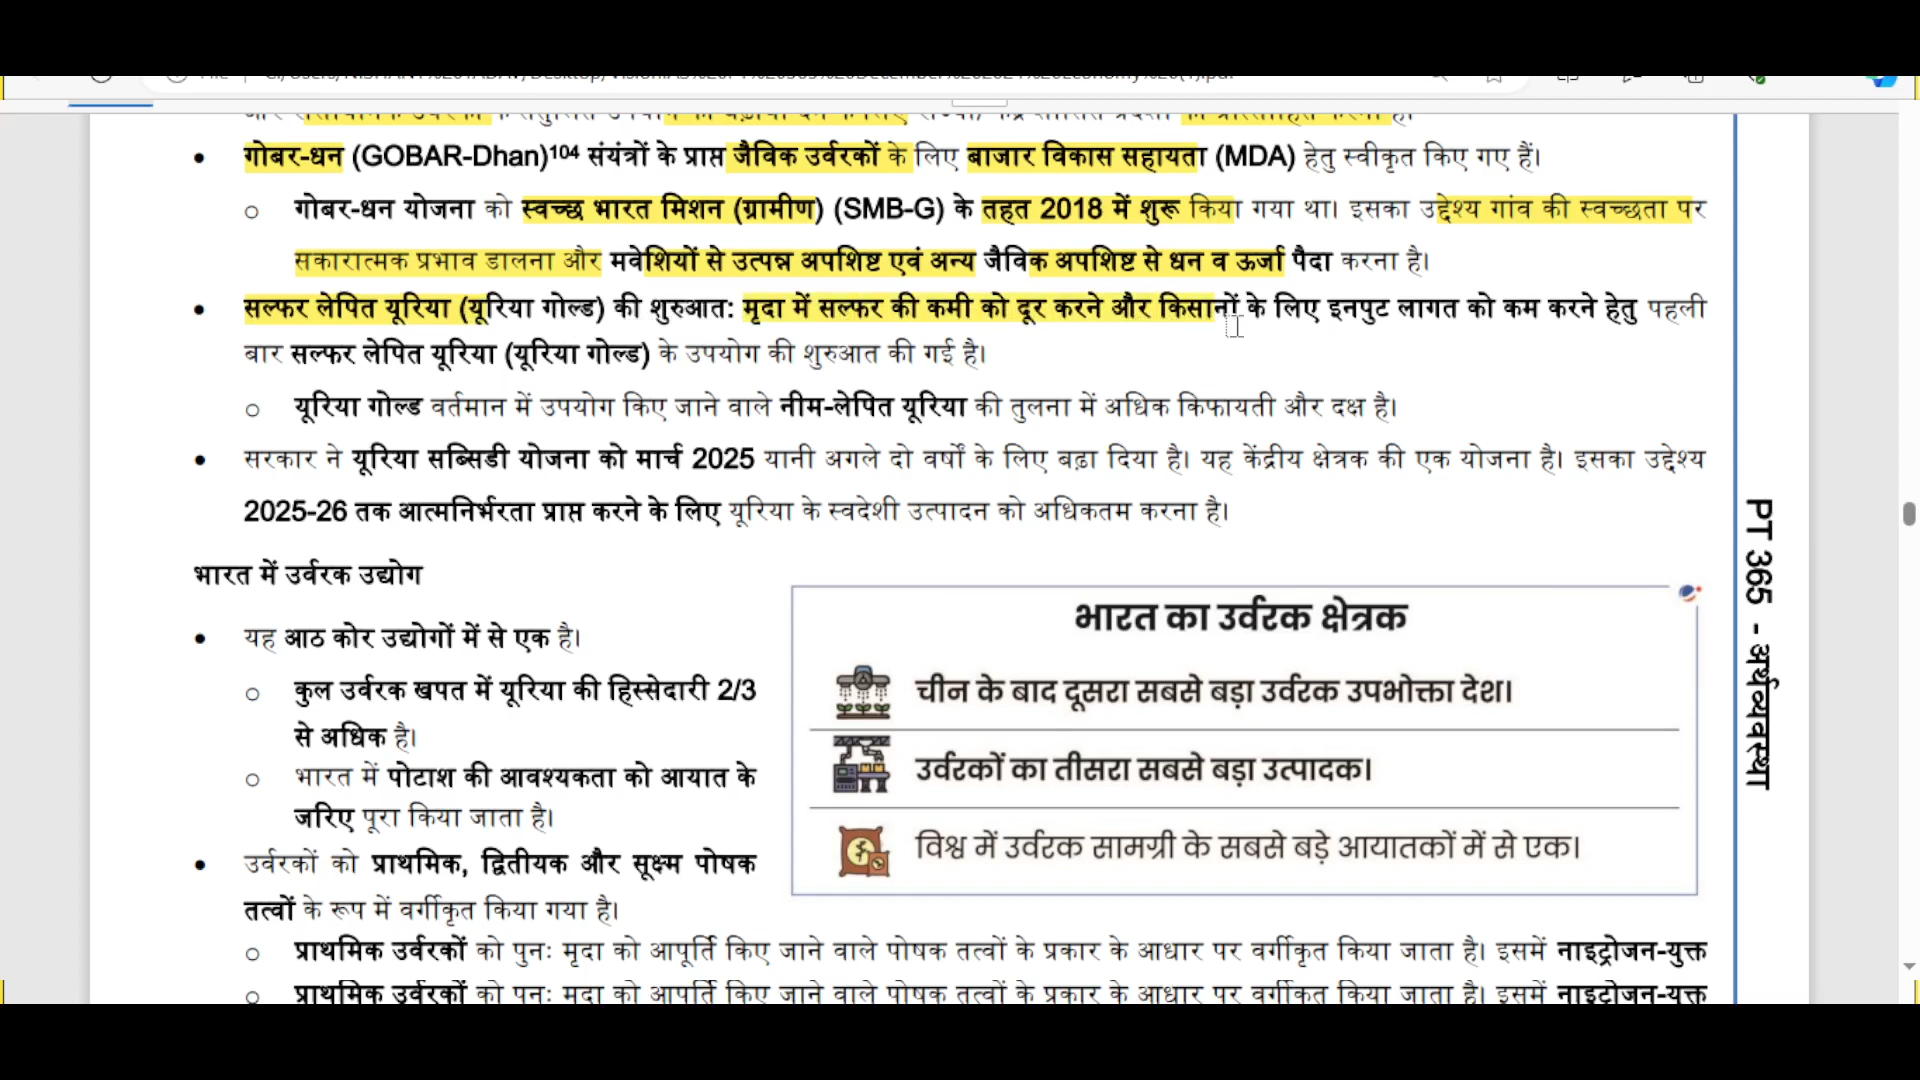 गोबर-धन (GOBAR-Dhan)104 संयंत्रों के प्राप्त जैविक उर्वरकों के लिए बाजार विकास सहायता (MDA) हेतु स्वीकृत किए गए हैं।
गोबर-धन योजना को स्वच्छ भारत मिशन (ग्रामीण) (SMB-G) के तहत 2018 में शुरू किया गया था। इसका उद्देश्य गांव की स्वच्छता पर
सकारात्मक प्रभाव डालना और मवेशियों से उत्पन्न अपशिष्ट एवं अन्य जैविक अपशिष्ट से धन व ऊर्जा पैदा करना है।
सल्फर लेपित यूरिया (यूरिया गोल्ड) की शुरुआत: मृदा में सल्फर की कमी को दूर करने और किसानों के लिए इनपुट लागत को कम करने हेतु पहली
बार सल्फर लेपित यूरिया (यूरिया गोल्ड) के उपयोग की शुरुआत की गई है।
यूरिया गोल्ड वर्तमान में उपयोग किए जाने वाले नीम-लेपित यूरिया की तुलना में अधिक किफायती और दक्ष है।
सरकार ने यूरिया सब्सिडी योजना को मार्च 2025 यानी अगले दो वर्षों के लिए बढ़ा दिया है। यह केंद्रीय क्षेत्रक की एक योजना है। इसका उद्देश्य
2025-26 तक आत्मनिर्भरता प्राप्त करने के लिए यूरिया के स्वदेशी उत्पादन को अधिकतम करना है।
भारत में उर्वरक उद्योग
यह आठ कोर उद्योगों में से एक है।
कुल उर्वरक खपत में यूरिया की हिस्सेदारी 2/3
से अधिक है।
भारत में पोटाश की आवश्यकता को आयात के
जरिए पूरा किया जाता है।
उर्वरकों को प्राथमिक, द्वितीयक और सूक्ष्म पोषक
तत्वों के रूप में वर्गीकृत किया गया है।
भारत का उर्वरक क्षेत्रक
चीन के बाद दूसरा सबसे बड़ा उर्वरक उपभोक्ता देश।
उर्वरकों का तीसरा सबसे बड़ा उत्पादक।
विश्व में उर्वरक सामग्री के सबसे बड़े आयातकों में से एक।
प्राथमिक उर्वरकों को पुनः मृदा को आपूर्ति किए जाने वाले पोषक तत्वों के प्रकार के आधार पर वर्गीकृत किया जाता है। इसमें नाइट्रोजन-युक्त
प्राथमिक उर्वरकों को पुनः मृदा को आपूर्ति किए जाने वाले पोषक तत्वों के प्रकार के आधार पर वर्गीकृत किया जाता है। इसमें नाइट्रोजन-युक्त
PT 365 - अर्थव्यवस्था